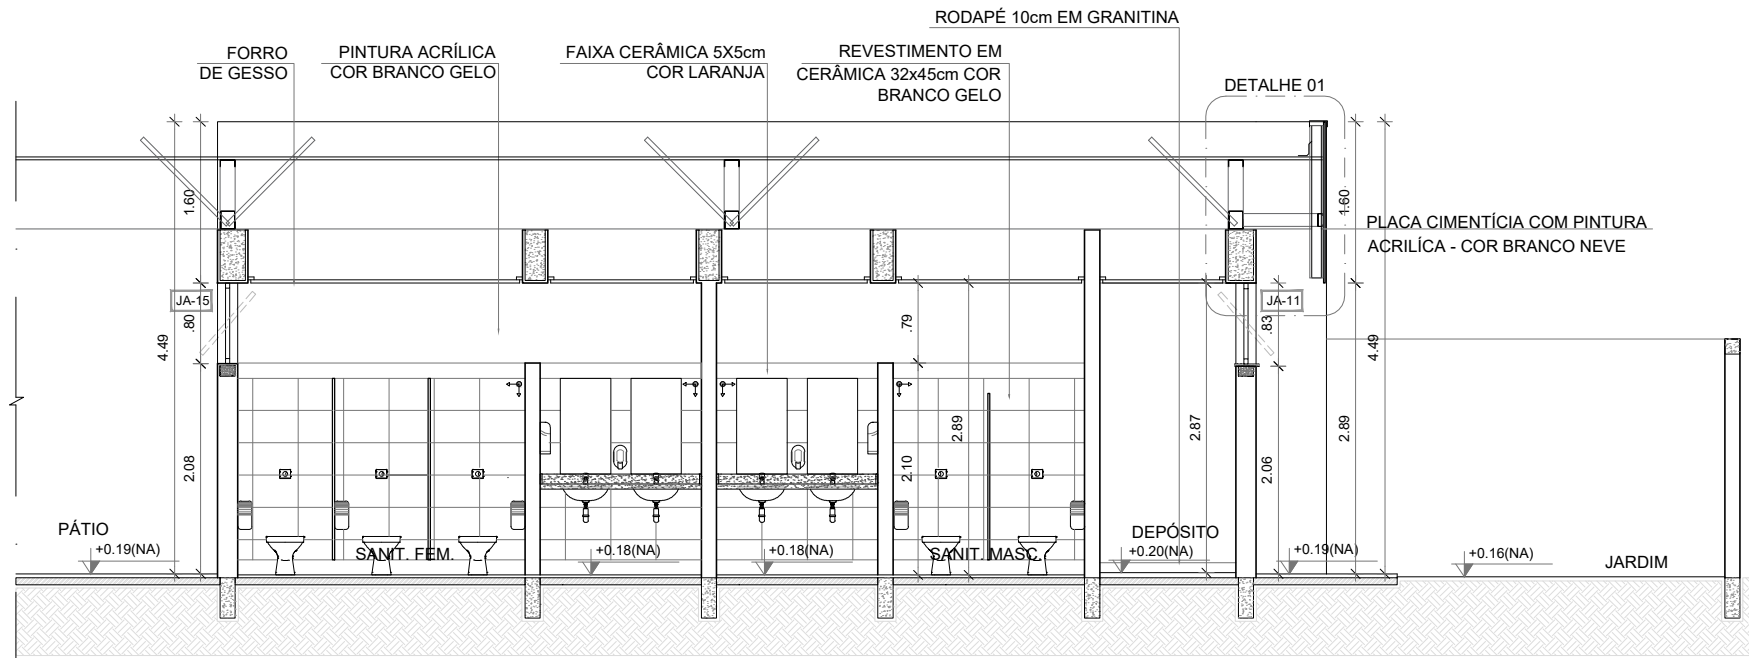 RODAPÉ 10cm EM GRANITINA
FORRO
DE GESSO
PINTURA ACRÍLICA
COR BRANCO GELO
FAIXA CERÂMICA 5X5cm
COR LARANJA
REVESTIMENTO EM
CERÂMICA 32x45cm COR
BRANCO GELO
DETALHE 01
PLACA CIMENTÍCIA COM PINTURA
ACRILÍCA - COR BRANCO NEVE
1.60
1.60
JA-15
JA-11
.80
.79
.83
4.49
4.49
2.08
2.89
2.10
2.87
2.06
2.89
PÁTIO
+0.19(NA)
SANIT. FEM.
+0.18(NA)
+0.18(NA)
SANIT. MASC.
DEPÓSITO
+0.20(NA)
+0.19(NA)
+0.16(NA)
JARDIM